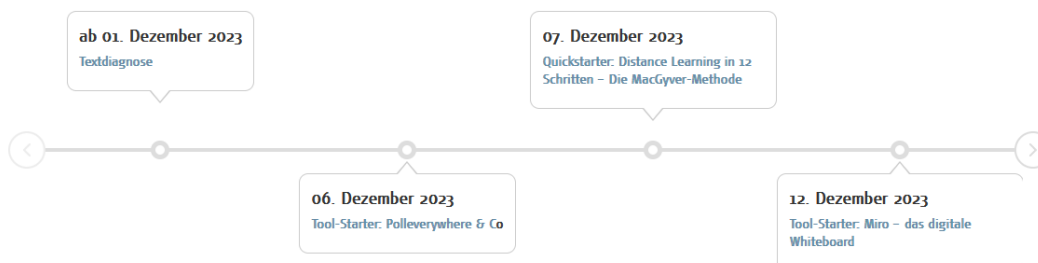 ab 01. Dezember 2023
Textdiagnose
06. Dezember 2023
Tool-Starter: Polleverywhere & Co
07. Dezember 2023
Quickstarter: Distance Learning in 12
Schritten – Die MacGyver-Methode
12. Dezember 2023
Tool-Starter: Miro – das digitale
Whiteboard